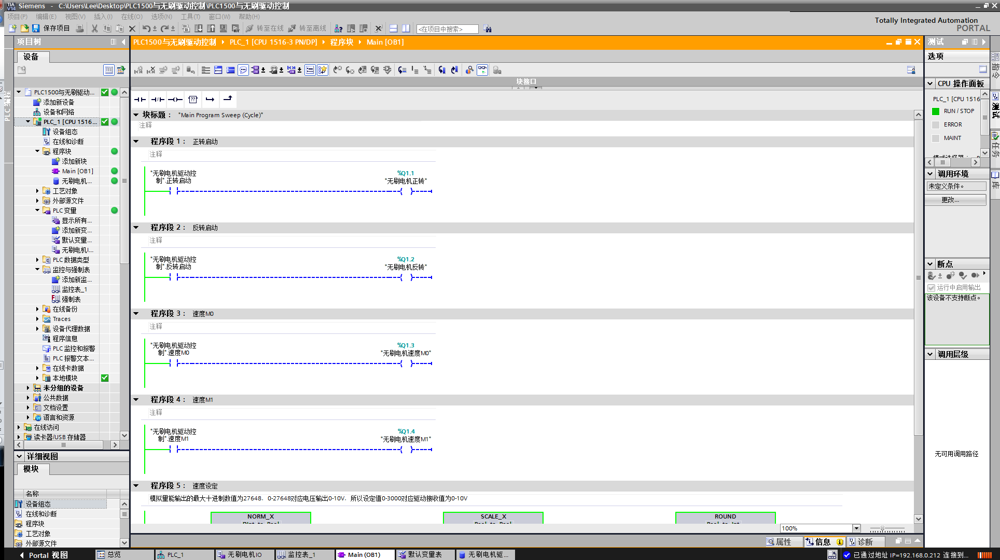 Siemens - C:\Users\Lee\Desktop\PLC1500与无刷驱动控制\PLC1500与无刷驱动控制
项目(P) 编辑(E) 视图(V) 插入(I) 在线(O) 选项(N) 工具(T) 窗口(W) 帮助(H)
Totally Integrated Automation
PORTAL
保存项目 转至在线 转至离线 <在项目中搜索>
项目树
PLC1500与无刷驱动控制 PLC_1 [CPU 1516-3 PN/DP] 程序块 Main [OB1]
设备
PLC1500与无刷驱动...
添加新设备
设备和网络
PLC_1 [CPU 1516...
设备组态
在线和诊断
程序块
添加新块
Main [OB1]
无刷电机...
工艺对象
外部源文件
PLC 变量
显示所有...
添加新变...
默认变量...
无刷电机I...
PLC 数据类型
监控与强制表
添加新监...
监控表_1
强制表
在线备份
Traces
设备代理数据
程序信息
PLC 监控和报警
PLC 报警文本...
在线卡数据
本地模块
未分组的设备
公共数据
文档设置
语言和资源
在线访问
读卡器/USB 存储器
详细视图
模块
名称
设备组态
在线和诊断
程序块
工艺对象
外部源文件
PLC 编程
块接口
块标题： "Main Program Sweep (Cycle)"
注释
程序段 1： 正转启动
注释
"无刷电机驱动控
制".正转启动
%Q1.1
"无刷电机正转"
程序段 2： 反转启动
注释
"无刷电机驱动控
制".反转启动
%Q1.2
"无刷电机反转"
程序段 3： 速度M0
注释
"无刷电机驱动控
制".速度M0
%Q1.3
"无刷电机速度M0"
程序段 4： 速度M1
注释
"无刷电机驱动控
制".速度M1
%Q1.4
"无刷电机速度M1"
程序段 5： 速度设定
模拟量能输出的最大十进制数值为27648，0-27648对应电压输出0-10V，所以设定值0-3000对应驱动接收值为0-10V
NORM_X SCALE_X ROUND
100%
属性 信息 诊断
测试
选项
CPU 操作面板
PLC_1 [CPU 1516
RUN / STOP
ERROR
MAINT
调用环境
未定义条件。
更改...
断点
运行中启用输出
该设备不支持断点。
调用层级
无可用调用路径
指令
测试
任务
库
Portal 视图 总览 PLC_1 无刷电机IO 监控表_1 Main (OB1) 默认变量表 无刷电机驱... 已通过地址 IP=192.168.0.212 连接到...